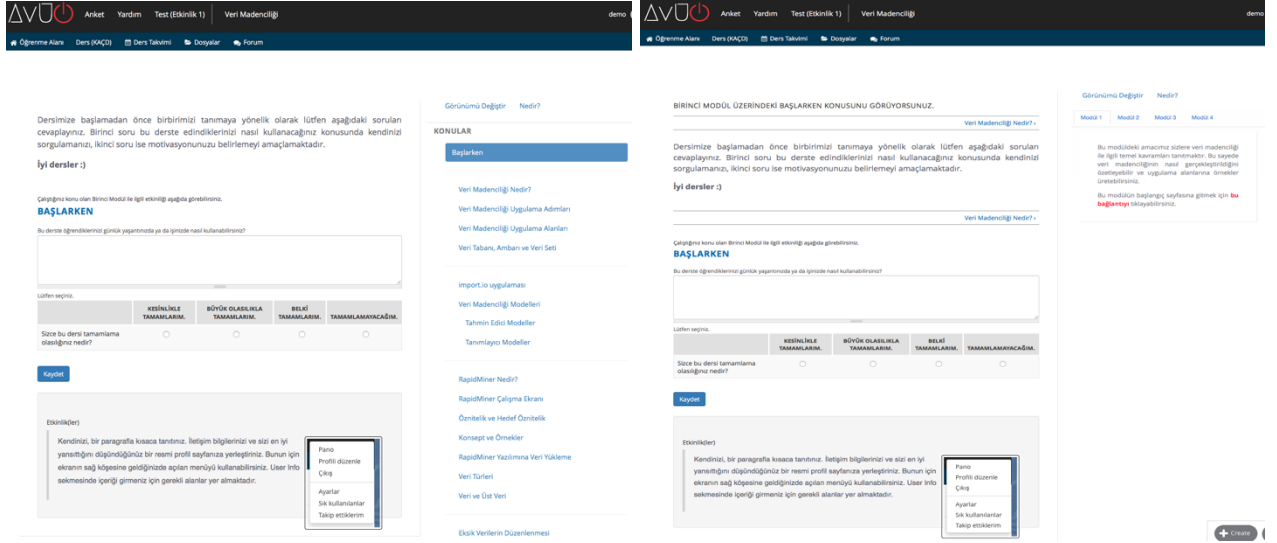 AVUO
Anket Yardım Test (Etkinlik 1) Veri Madenciliği demo
Öğrenme Alanı Ders (KAÇD) Ders Takvimi Dosyalar Forum
Dersimize başlamadan önce birbirimizi tanımaya yönelik olarak lütfen aşağıdaki soruları
cevaplayınız. Birinci soru bu derste edindiklerinizi nasıl kullanacağınız konusunda kendinizi
sorgulamanızı, ikinci soru ise motivasyonunuzu belirlemeyi amaçlamaktadır.
İyi dersler :)
Çalıştığınız konu olan Birinci Modül ile ilgili etkinliği aşağıda görebilirsiniz.
BAŞLARKEN
Bu derste öğrendiklerinizi günlük yaşantınızda ya da işinizde nasıl kullanabilirsiniz?
Lütfen seçiniz.
KESİNLİKLE TAMAMLARIM. BÜYÜK OLASILIKLA TAMAMLARIM. BELKİ TAMAMLARIM. TAMAMLAMAYACAĞIM.
Sizce bu dersi tamamlama
olasılığınız nedir?
Kaydet
Etkinlik(ler)
Kendinizi, bir paragrafla kısaca tanıtınız. İletişim bilgilerinizi ve sizi en iyi
yansıttığını düşündüğünüz bir resmi profil sayfanıza yerleştiriniz. Bunun için
ekranın sağ köşesine geldiğinizde açılan menüyü kullanabilirsiniz. User Info
sekmesinde içeriği girmeniz için gerekli alanlar yer almaktadır.
Pano
Profili düzenle
Çıkış
Ayarlar
Sık kullanılanlar
Takip ettiklerim
Görünümü Değiştir Nedir?
KONULAR
Başlarken
Veri Madenciliği Nedir?
Veri Madenciliği Uygulama Adımları
Veri Madenciliği Uygulama Alanları
Veri Tabanı, Ambarı ve Veri Seti
import.io uygulaması
Veri Madenciliği Modelleri
Tahmin Edici Modeller
Tanımlayıcı Modeller
RapidMiner Nedir?
RapidMiner Çalışma Ekranı
Öznitelik ve Hedef Öznitelik
Konsept ve Örnekler
RapidMiner Yazılımına Veri Yükleme
Veri Türleri
Veri ve Üst Veri
Eksik Verilerin Düzenlenmesi
AVUO
Anket Yardım Test (Etkinlik 1) Veri Madenciliği demo
Öğrenme Alanı Ders (KAÇD) Ders Takvimi Dosyalar Forum
BİRİNCİ MODÜL ÜZERİNDEKİ BAŞLARKEN KONUSUNU GÖRÜYORSUNUZ.
Veri Madenciliği Nedir? ›
Dersimize başlamadan önce birbirimizi tanımaya yönelik olarak lütfen aşağıdaki soruları
cevaplayınız. Birinci soru bu derste edindiklerinizi nasıl kullanacağınız konusunda kendinizi
sorgulamanızı, ikinci soru ise motivasyonunuzu belirlemeyi amaçlamaktadır.
İyi dersler :)
Veri Madenciliği Nedir? ›
Çalıştığınız konu olan Birinci Modül ile ilgili etkinliği aşağıda görebilirsiniz.
BAŞLARKEN
Bu derste öğrendiklerinizi günlük yaşantınızda ya da işinizde nasıl kullanabilirsiniz?
Lütfen seçiniz.
KESİNLİKLE TAMAMLARIM. BÜYÜK OLASILIKLA TAMAMLARIM. BELKİ TAMAMLARIM. TAMAMLAMAYACAĞIM.
Sizce bu dersi tamamlama
olasılığınız nedir?
Kaydet
Etkinlik(ler)
Kendinizi, bir paragrafla kısaca tanıtınız. İletişim bilgilerinizi ve sizi en iyi
yansıttığını düşündüğünüz bir resmi profil sayfanıza yerleştiriniz. Bunun için
ekranın sağ köşesine geldiğinizde açılan menüyü kullanabilirsiniz. User Info
sekmesinde içeriği girmeniz için gerekli alanlar yer almaktadır.
Pano
Profili düzenle
Çıkış
Ayarlar
Sık kullanılanlar
Takip ettiklerim
Görünümü Değiştir Nedir?
Modül 1 Modül 2 Modül 3 Modül 4
Bu modüldeki amacımız sizlere veri madenciliği
ile ilgili temel kavramları tanıtmaktır. Bu sayede
veri madenciliğinin nasıl gerçekleştirildiğini
özetleyebilir ve uygulama alanlarına örnekler
üretebilirsiniz.
Bu modülün başlangıç sayfasına gitmek için bu
bağlantıyı tıklayabilirsiniz.
Create